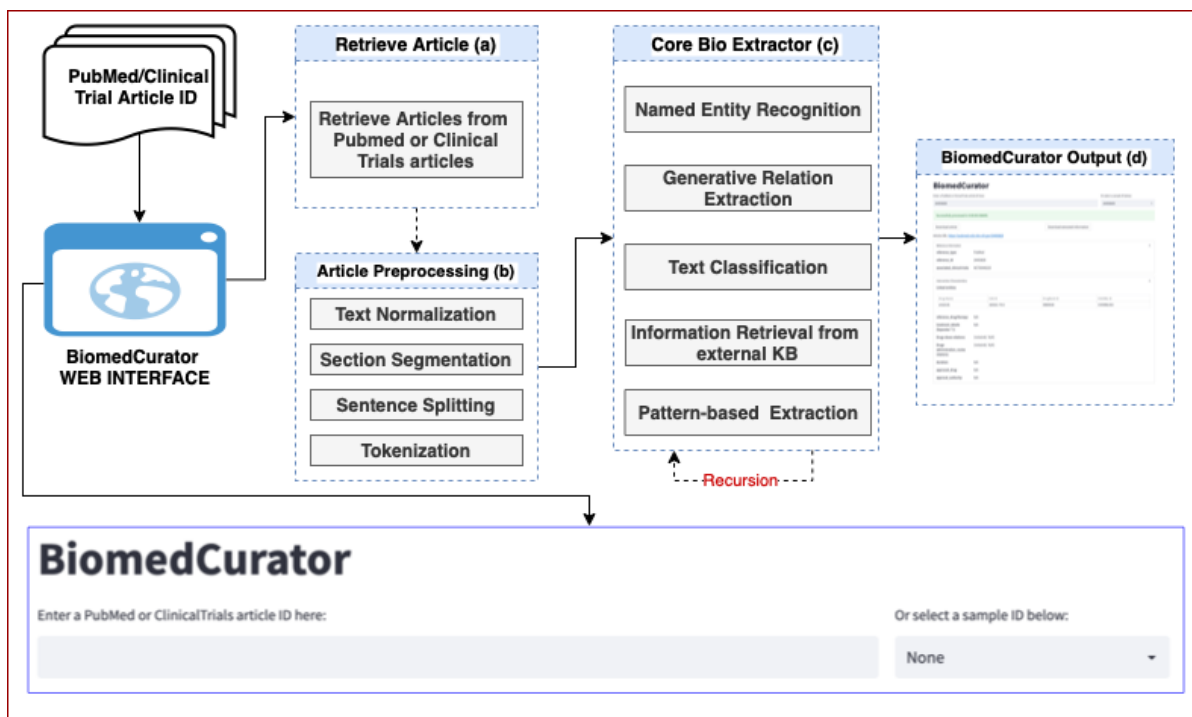 PubMed/Clinical
Trial Article ID
BiomedCurator
WEB INTERFACE
Retrieve Article (a)
Retrieve Articles from
Pubmed or Clinical
Trials articles
Article Preprocessing (b)
Text Normalization
Section Segmentation
Sentence Splitting
Tokenization
Core Bio Extractor (c)
Named Entity Recognition
Generative Relation
Extraction
Text Classification
Information Retrieval from
external KB
Pattern-based Extraction
Recursion
BiomedCurator Output (d)
BiomedCurator
BiomedCurator
Enter a PubMed or ClinicalTrials article ID here:
Or select a sample ID below:
None